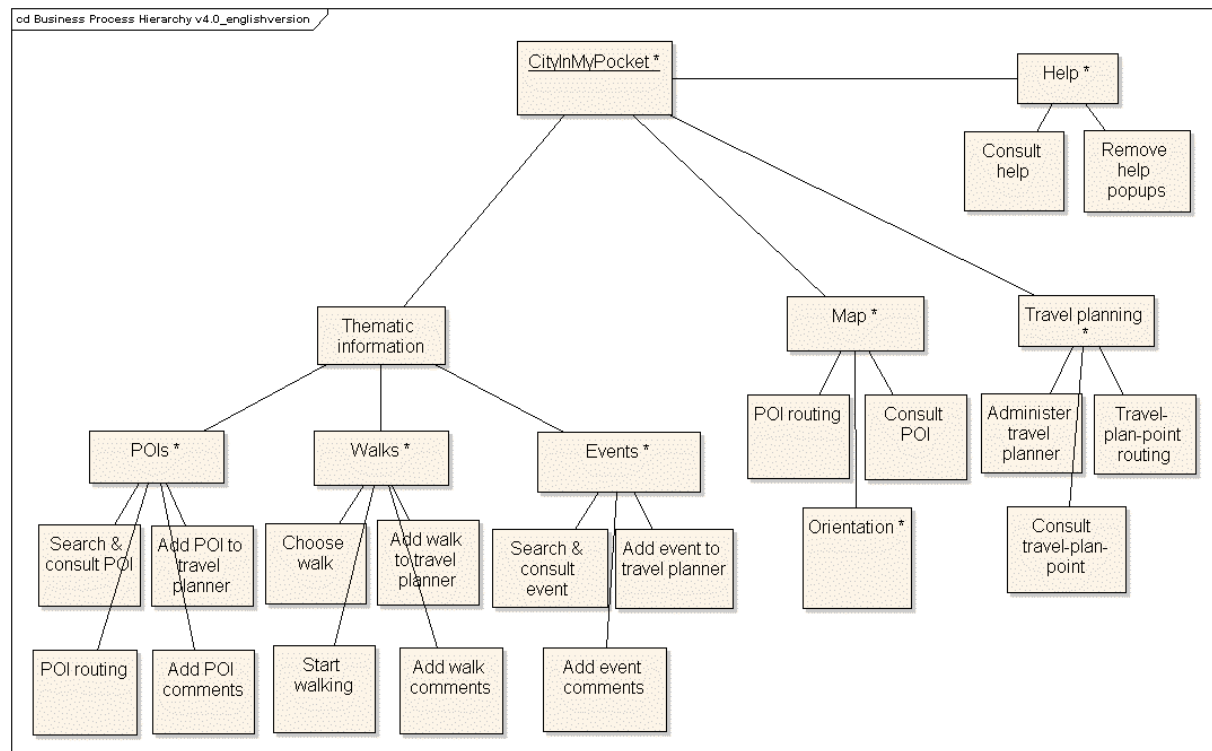 cd Business Process Hierarchy v4.0_englishversion
CityInMyPocket *
Help *
Consult
help
Remove
help
popups
Thematic
information
Map *
Travel planning
*
POI routing
Consult
POI
Administer
travel
planner
Travel-
plan-point
routing
POIs *
Walks *
Events *
Orientation *
Consult
travel-plan-
point
Search &
consult POI
Add POI to
travel
planner
Choose
walk
Add walk
to travel
planner
Search &
consult
event
Add event to
travel planner
POI routing
Add POI
comments
Start
walking
Add walk
comments
Add event
comments